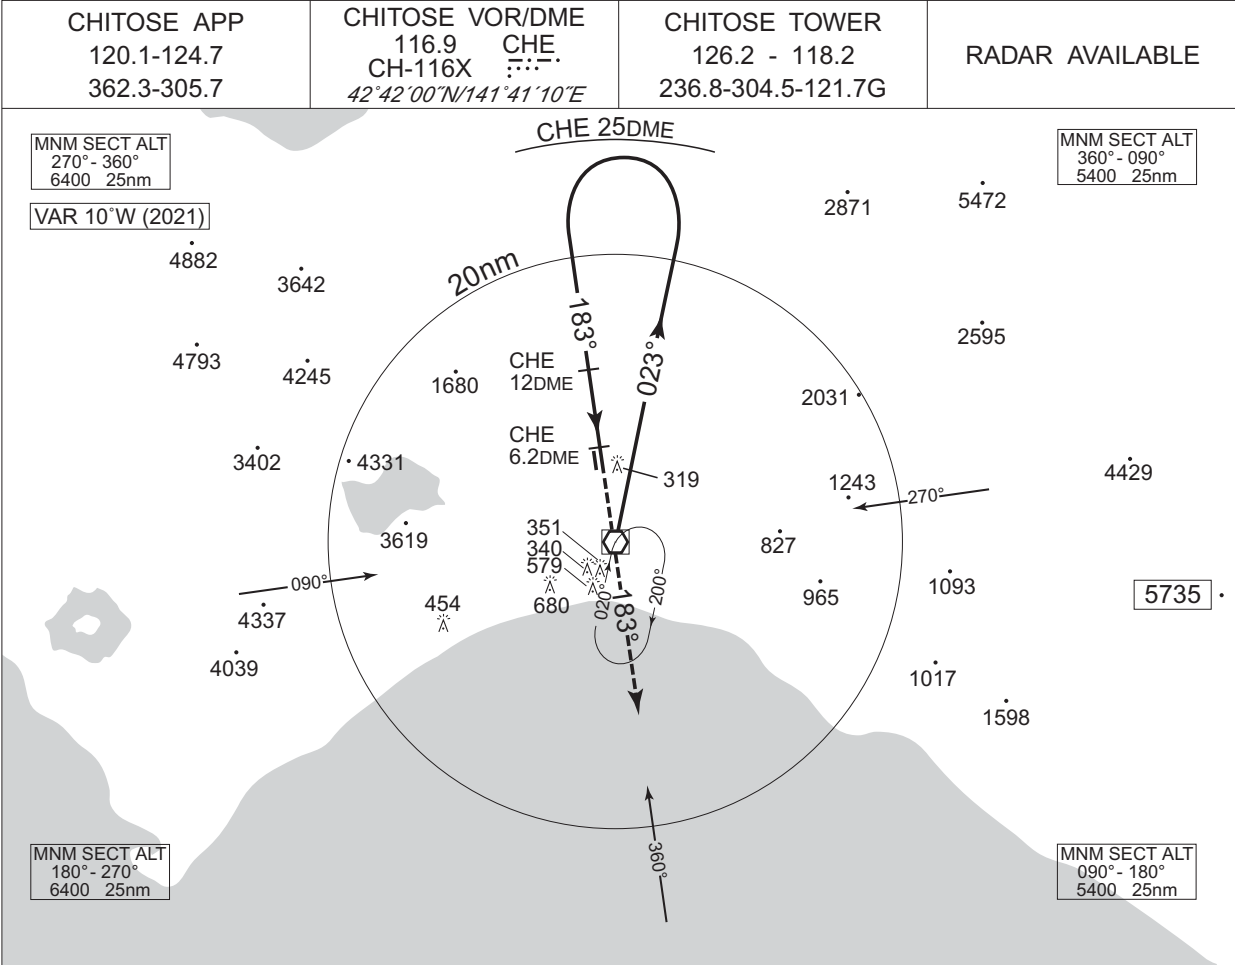 CHITOSE APP
120.1-124.7
362.3-305.7
CHITOSE VOR/DME
116.9 CHE
CH-116X
42°42′00″N/141°41′10″E
CHITOSE TOWER
126.2 - 118.2
236.8-304.5-121.7G
RADAR AVAILABLE
MNM SECT ALT
270°- 360°
6400 25nm
VAR 10°W (2021)
CHE 25DME
MNM SECT ALT
360°- 090°
5400 25nm
2871
5472
4882
3642
20nm
183°
023°
2595
4793
4245
1680
CHE
12DME
2031
CHE
6.2DME
3402
4331
319
4429
1243
270°
3619
351
340
579
827
090°
680
020°
200°
183°
965
1093
5735
454
4337
4039
1017
1598
360°
MNM SECT ALT
180°- 270°
6400 25nm
MNM SECT ALT
090°- 180°
5400 25nm